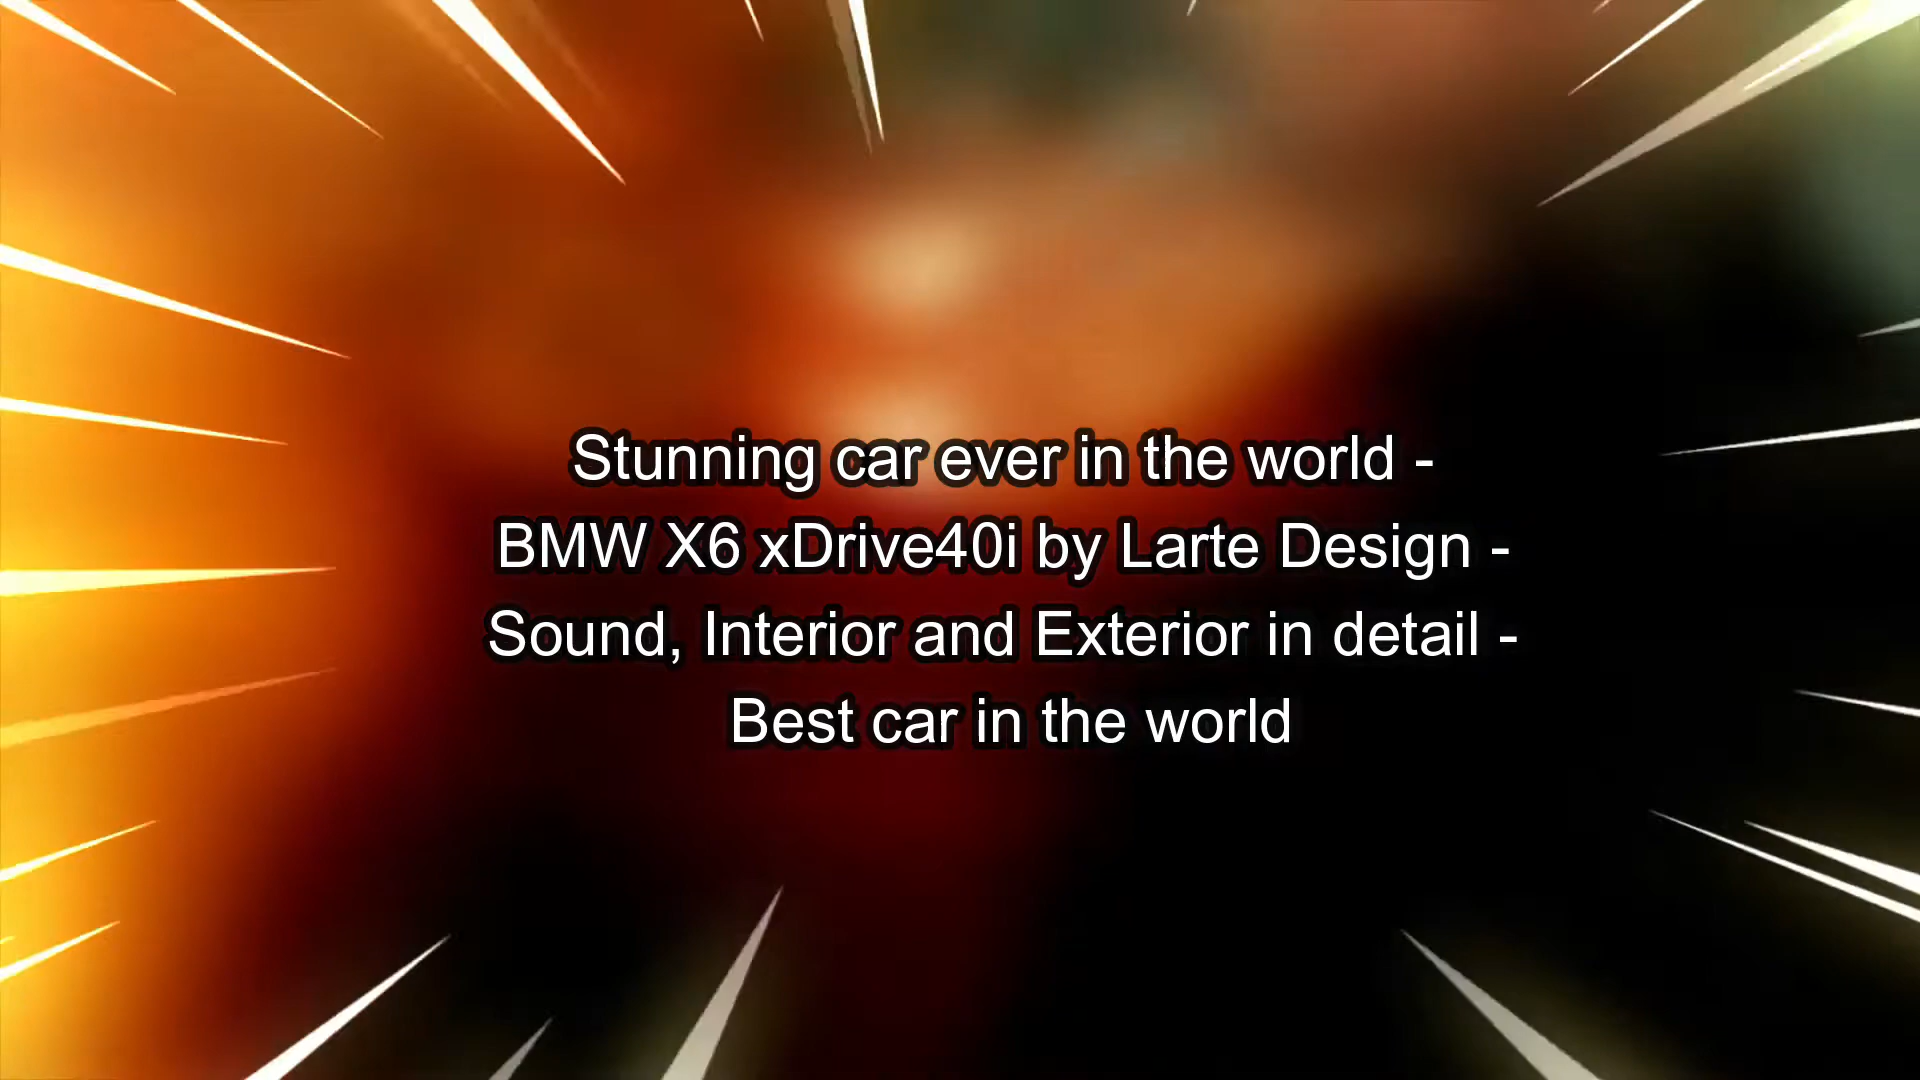 Stunning car ever in the world -
BMW X6 xDrive40i by Larte Design -
Sound, Interior and Exterior in detail -
Best car in the world